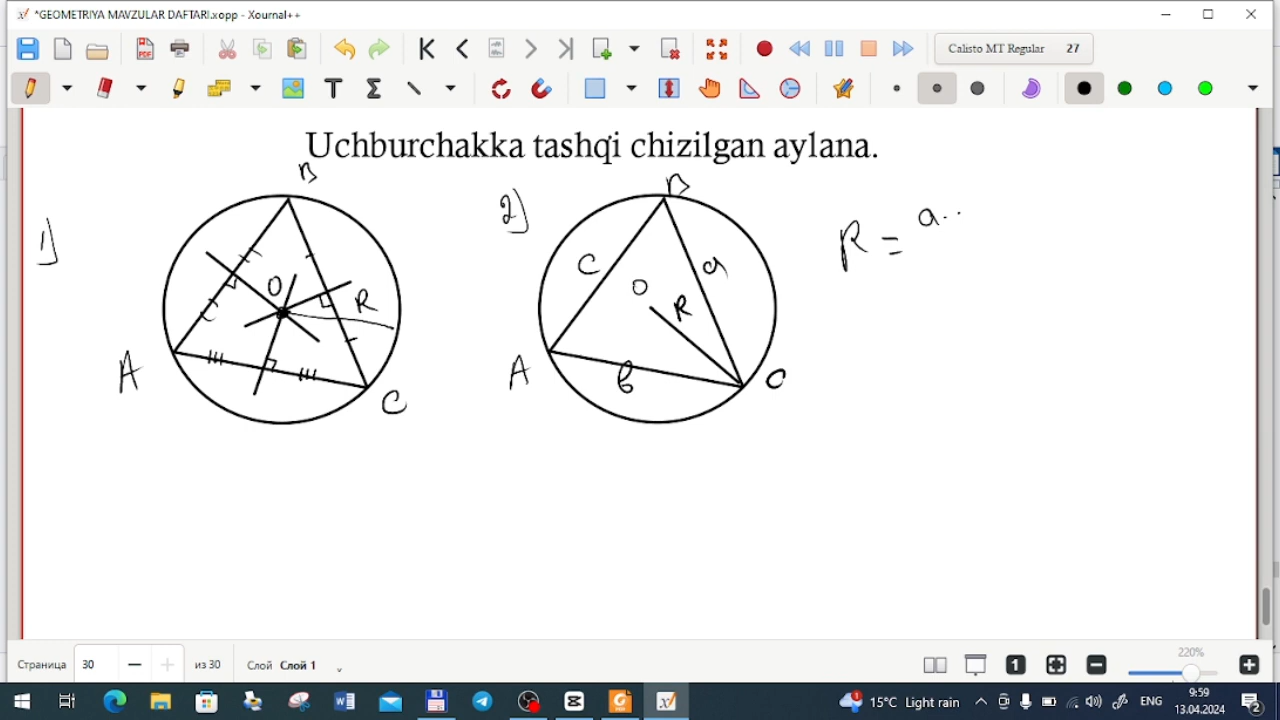 *GEOMETRIYA MAVZULAR DAFTARI.xopp - Xournal++
Calisto MT Regular 27
Uchburchakka tashqi chizilgan aylana.
1)
B
O
R
A
C
2)
B
c
a
O
R
A
b
C
R = a..
Страница 30 из 30 Слой Слой 1
220%
15°C Light rain
ENG
9:59
13.04.2024
2